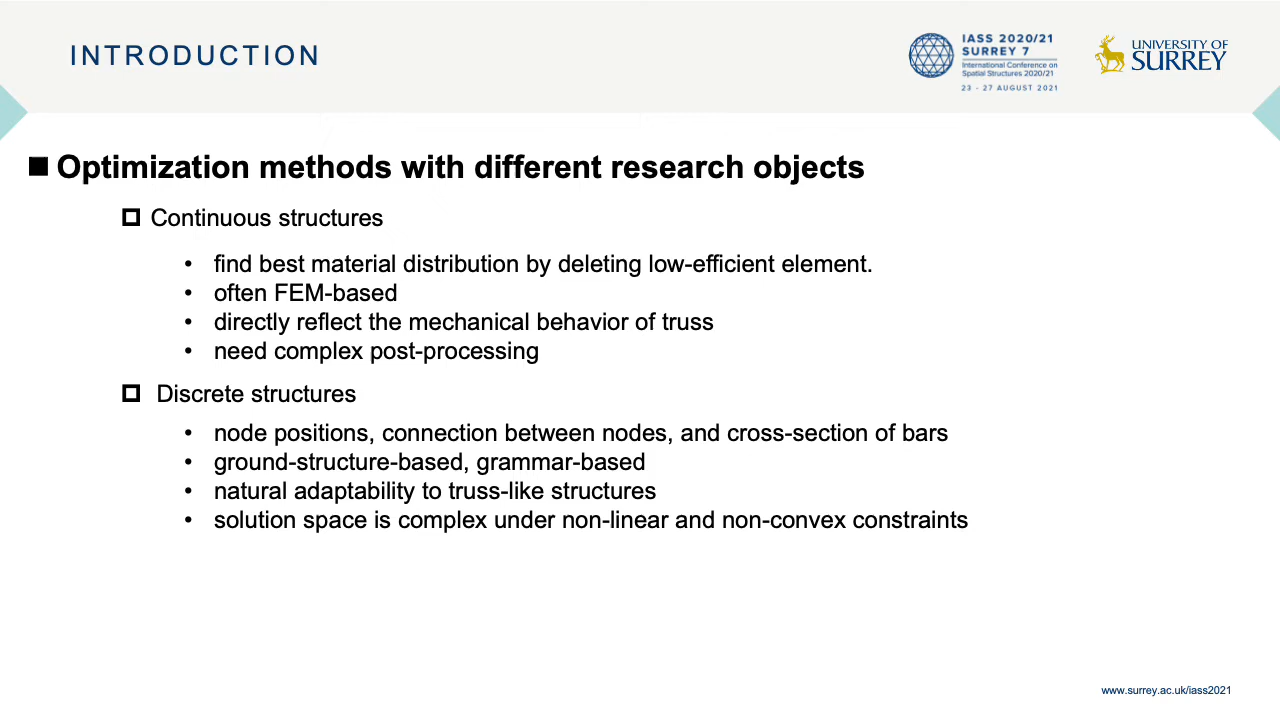 INTRODUCTION
IASS 2020/21
SURREY 7
International Conference on
Spatial Structures 2020/21
23 - 27 AUGUST 2021
UNIVERSITY OF
SURREY
Optimization methods with different research objects
Continuous structures
• find best material distribution by deleting low-efficient element.
• often FEM-based
• directly reflect the mechanical behavior of truss
• need complex post-processing
Discrete structures
• node positions, connection between nodes, and cross-section of bars
• ground-structure-based, grammar-based
• natural adaptability to truss-like structures
• solution space is complex under non-linear and non-convex constraints
www.surrey.ac.uk/iass2021